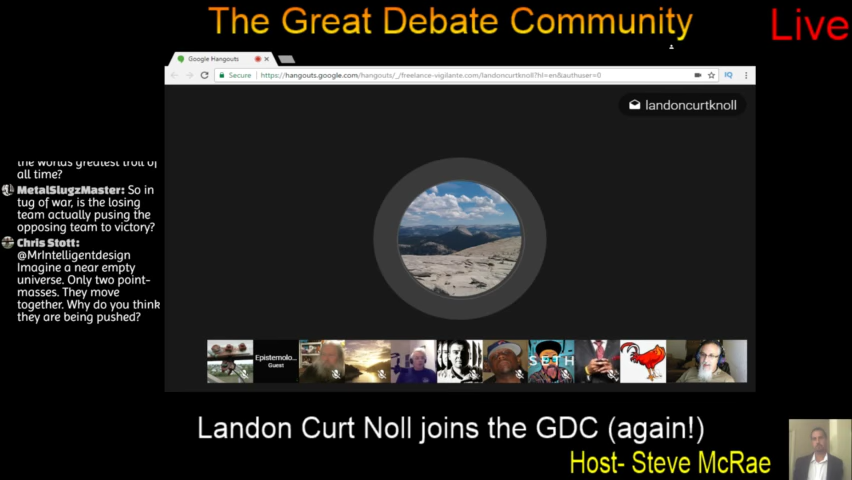 The Great Debate Community
Live
Google Hangouts
Secure
https://hangouts.google.com/hangouts/_/freelance-vigilante.com/landoncurtknoll?hl=en&authuser=0
landoncurtknoll
the worlds greatest troll of
all time?
MetalSlugzMaster: So in
tug of war, is the losing
team actually pusing the
opposing team to victory?
Chris Stott:
@MrIntelligentdesign
Imagine a near empty
universe. Only two point-
masses. They move
together. Why do you think
they are being pushed?
Epistemolo...
Guest
SETH
Landon Curt Noll joins the GDC (again!)
Host- Steve McRae